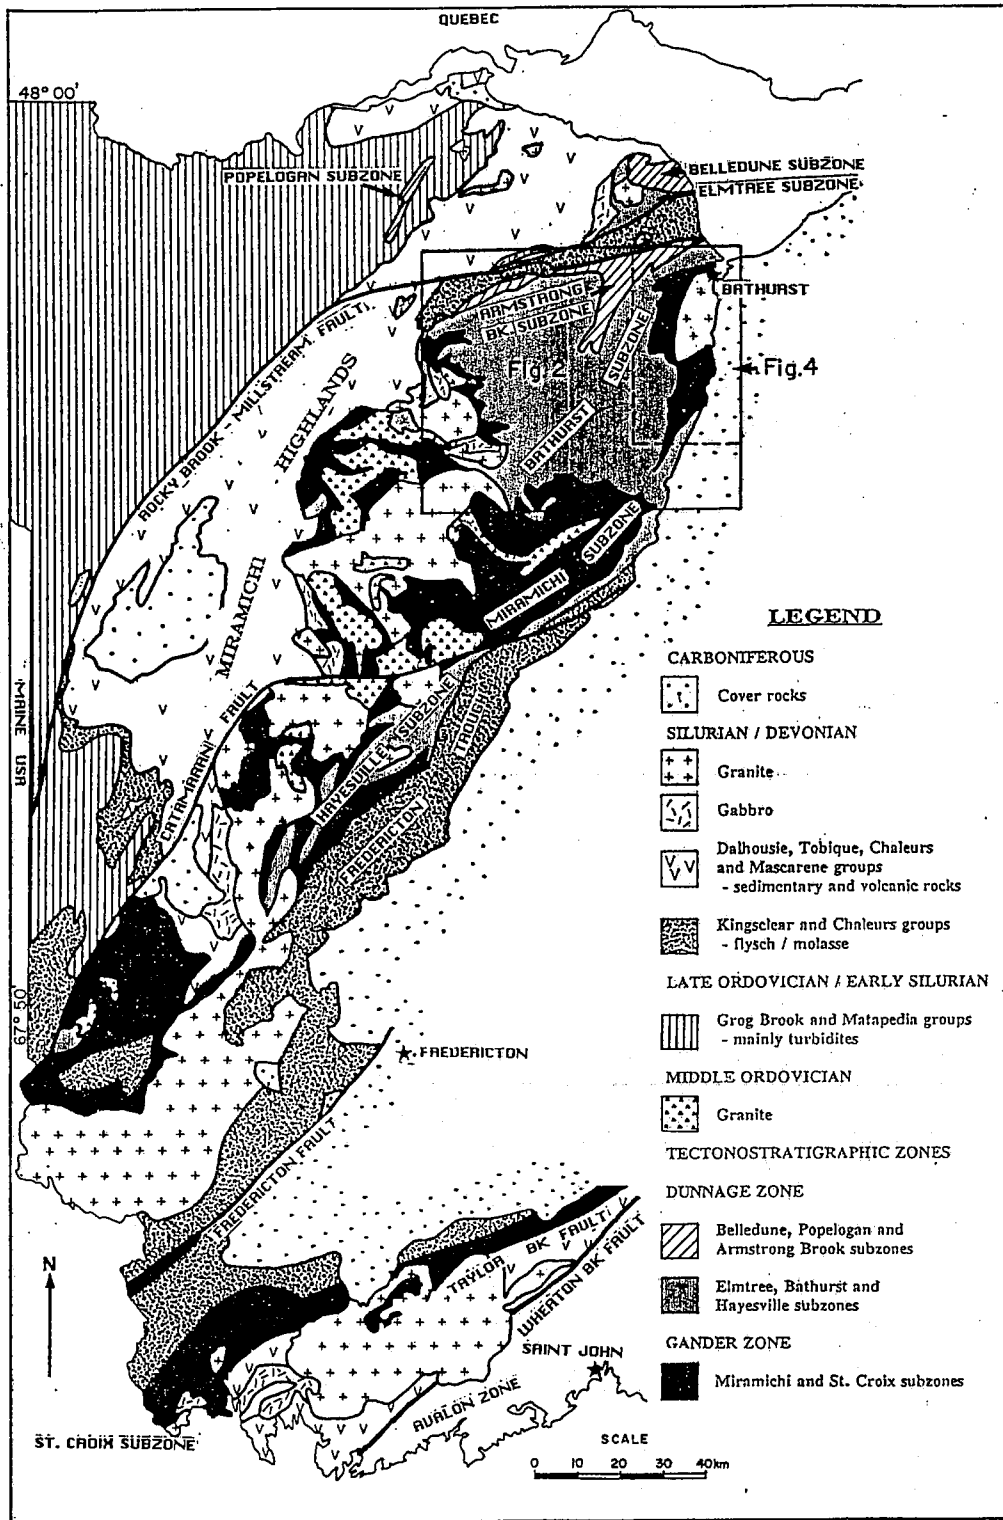 QUEBEC
48° 00'
POPELOGAN SUBZONE
BELLEDUNE SUBZONE
ELMTREE SUBZONE
BATHURST
ARMSTRONG
BK. SUBZONE
SUBZONE
Fig. 2
Fig. 4
BATHURST
ROCKY BROOK - MILLSTREAM FAULT
HIGHLANDS
MIRAMICHI
MIRAMICHI SUBZONE
MAINE USA
CATAMARAN FAULT
HAYESVILLE SUBZONE
FREDERICTON TROUGH
67° 50'
FREDERICTON
FREDERICTON FAULT
TAYLOR BK FAULT
WHEATON BK FAULT
SAINT JOHN
AVALON ZONE
ST. CROIX SUBZONE
N
SCALE
0 10 20 30 40km
LEGEND
CARBONIFEROUS
Cover rocks
SILURIAN / DEVONIAN
Granite
Gabbro
Dalhousie, Tobique, Chaleurs
and Mascarene groups
- sedimentary and volcanic rocks
Kingsclear and Chaleurs groups
- flysch / molasse
LATE ORDOVICIAN / EARLY SILURIAN
Grog Brook and Matapedia groups
- mainly turbidites
MIDDLE ORDOVICIAN
Granite
TECTONOSTRATIGRAPHIC ZONES
DUNNAGE ZONE
Belledune, Popelogan and
Armstrong Brook subzones
Elmtree, Bathurst and
Hayesville subzones
GANDER ZONE
Miramichi and St. Croix subzones